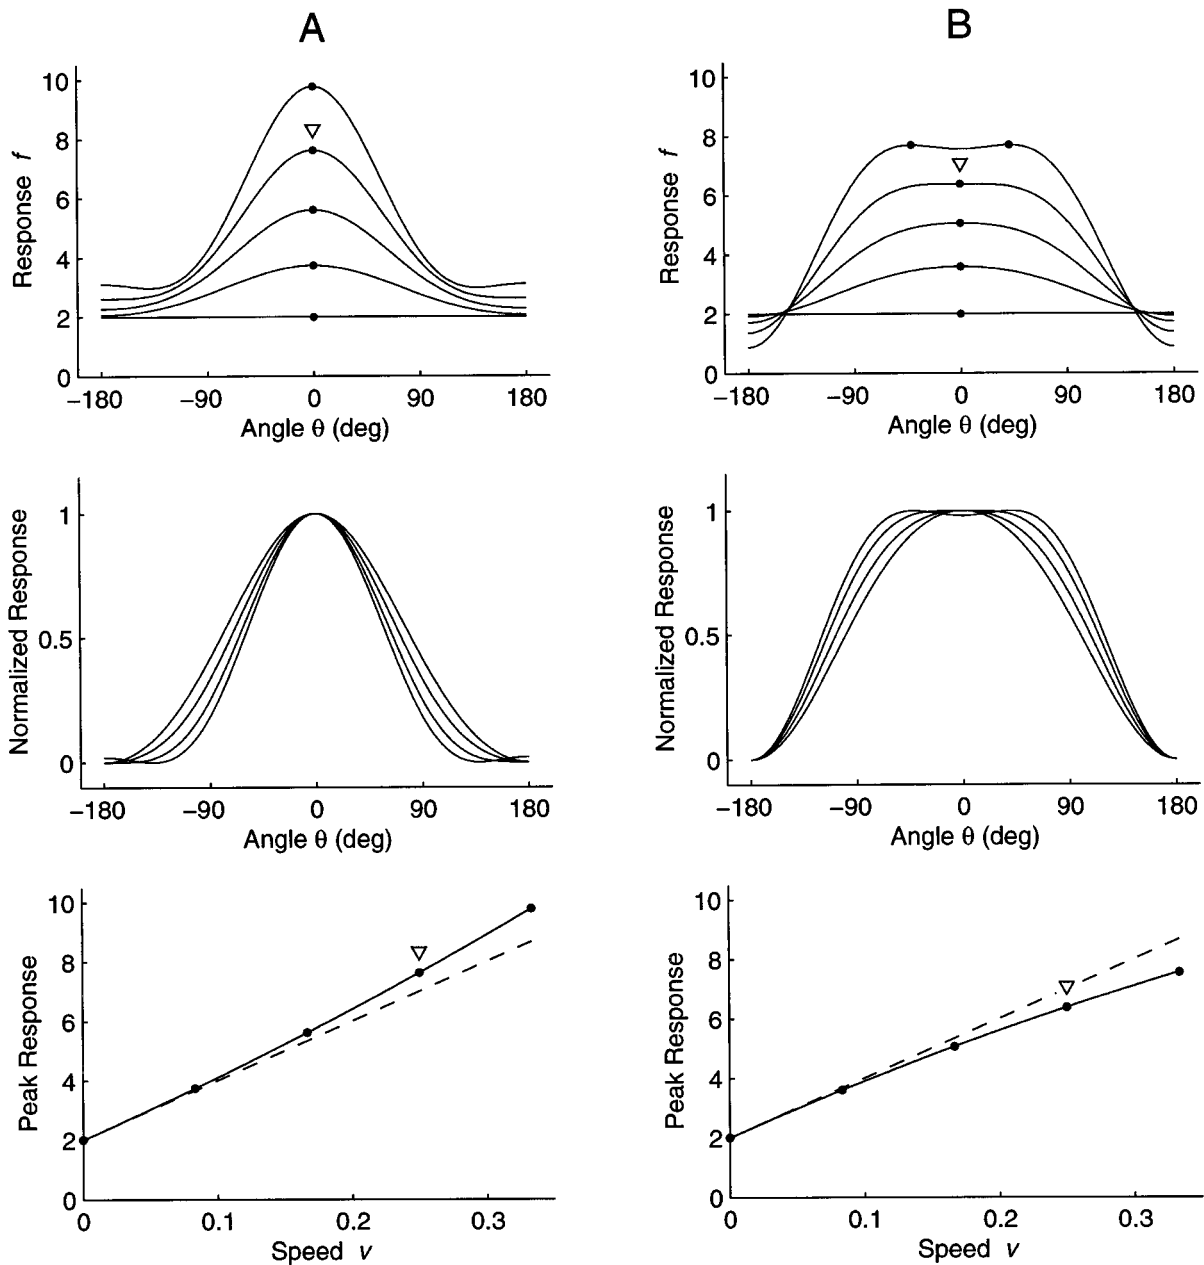 A
B
10
8
6
4
2
0
Response f
−180 −90 0 90 180
Angle θ (deg)
10
8
6
4
2
0
Response f
−180 −90 0 90 180
Angle θ (deg)
1
0.5
0
Normalized Response
−180 −90 0 90 180
Angle θ (deg)
1
0.5
0
Normalized Response
−180 −90 0 90 180
Angle θ (deg)
10
8
6
4
2
0
Peak Response
0 0.1 0.2 0.3
Speed v
10
8
6
4
2
0
Peak Response
0 0.1 0.2 0.3
Speed v